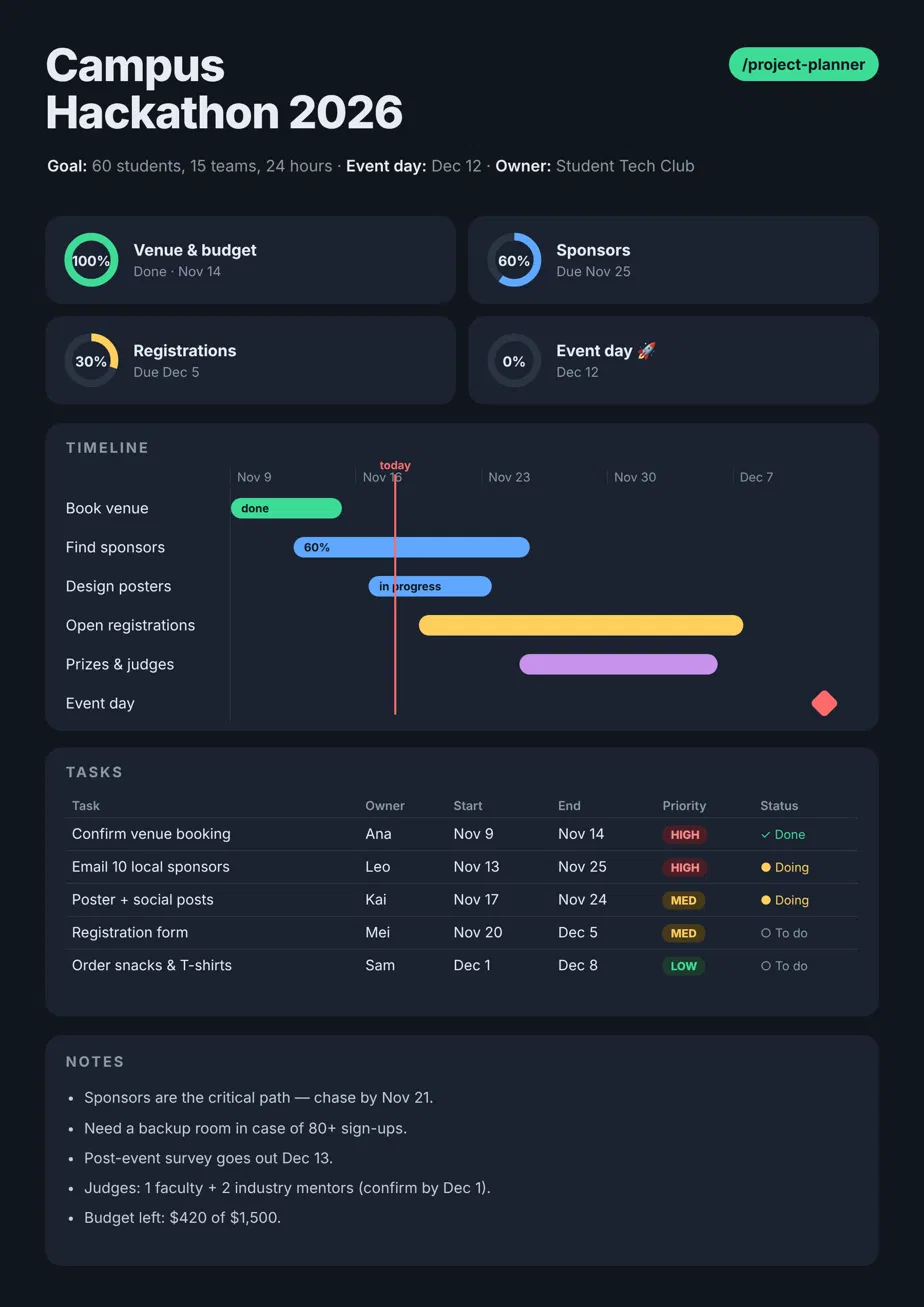 Campus
Hackathon 2026
/project-planner
Goal: 60 students, 15 teams, 24 hours · Event day: Dec 12 · Owner: Student Tech Club
100%
Venue & budget
Done · Nov 14
60%
Sponsors
Due Nov 25
30%
Registrations
Due Dec 5
0%
Event day 🚀
Dec 12
TIMELINE
today
Nov 9 Nov 16 Nov 23 Nov 30 Dec 7
Book venue done
Find sponsors 60%
Design posters in progress
Open registrations
Prizes & judges
Event day
TASKS
Task Owner Start End Priority Status
Confirm venue booking Ana Nov 9 Nov 14 HIGH ✓ Done
Email 10 local sponsors Leo Nov 13 Nov 25 HIGH ● Doing
Poster + social posts Kai Nov 17 Nov 24 MED ● Doing
Registration form Mei Nov 20 Dec 5 MED ○ To do
Order snacks & T-shirts Sam Dec 1 Dec 8 LOW ○ To do
NOTES
• Sponsors are the critical path — chase by Nov 21.
• Need a backup room in case of 80+ sign-ups.
• Post-event survey goes out Dec 13.
• Judges: 1 faculty + 2 industry mentors (confirm by Dec 1).
• Budget left: $420 of $1,500.